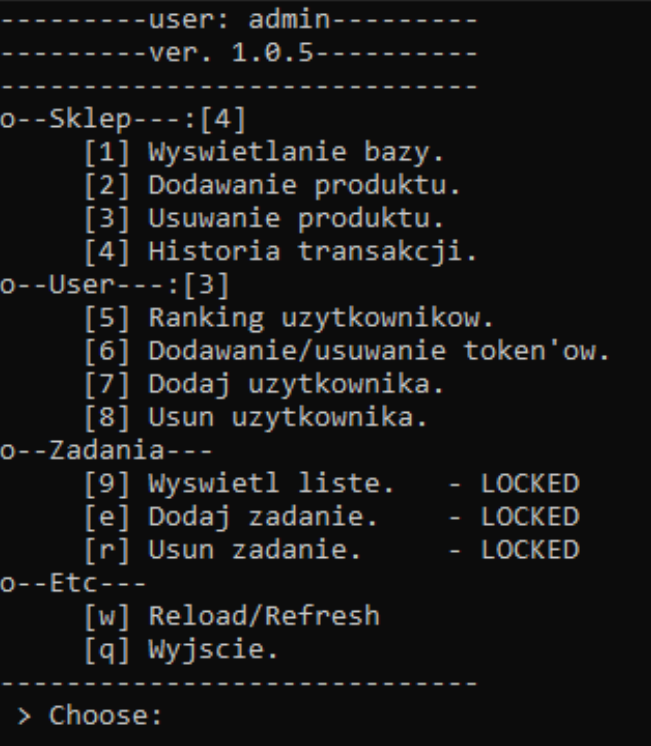 ---------user: admin---------
---------ver. 1.0.5----------
-----------------------------
o--Sklep---:[4]
     [1] Wyswietlanie bazy.
     [2] Dodawanie produktu.
     [3] Usuwanie produktu.
     [4] Historia transakcji.
o--User---:[3]
     [5] Ranking uzytkownikow.
     [6] Dodawanie/usuwanie token'ow.
     [7] Dodaj uzytkownika.
     [8] Usun uzytkownika.
o--Zadania---
     [9] Wyswietl liste.   - LOCKED
     [e] Dodaj zadanie.    - LOCKED
     [r] Usun zadanie.     - LOCKED
o--Etc---
     [w] Reload/Refresh
     [q] Wyjscie.
-----------------------------
 > Choose: